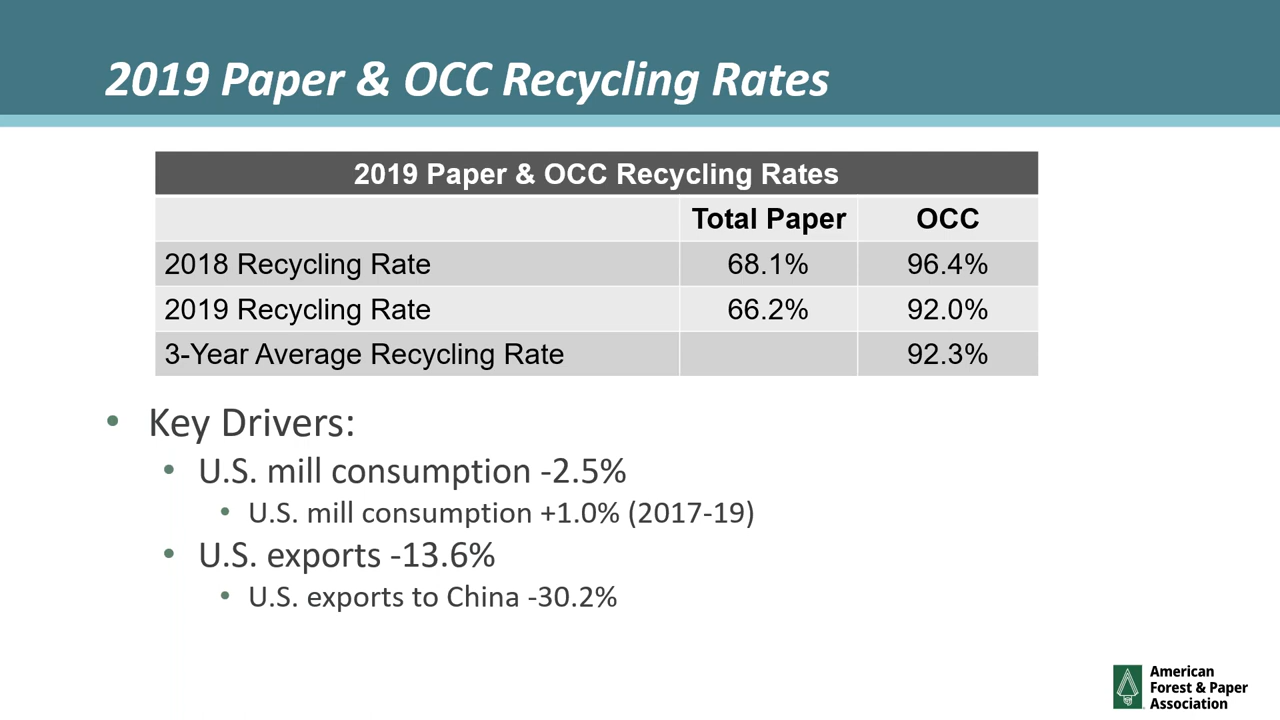 2019 Paper & OCC Recycling Rates
2019 Paper & OCC Recycling Rates
Total Paper OCC
2018 Recycling Rate 68.1% 96.4%
2019 Recycling Rate 66.2% 92.0%
3-Year Average Recycling Rate 92.3%
• Key Drivers:
• U.S. mill consumption -2.5%
• U.S. mill consumption +1.0% (2017-19)
• U.S. exports -13.6%
• U.S. exports to China -30.2%
American
Forest & Paper
Association